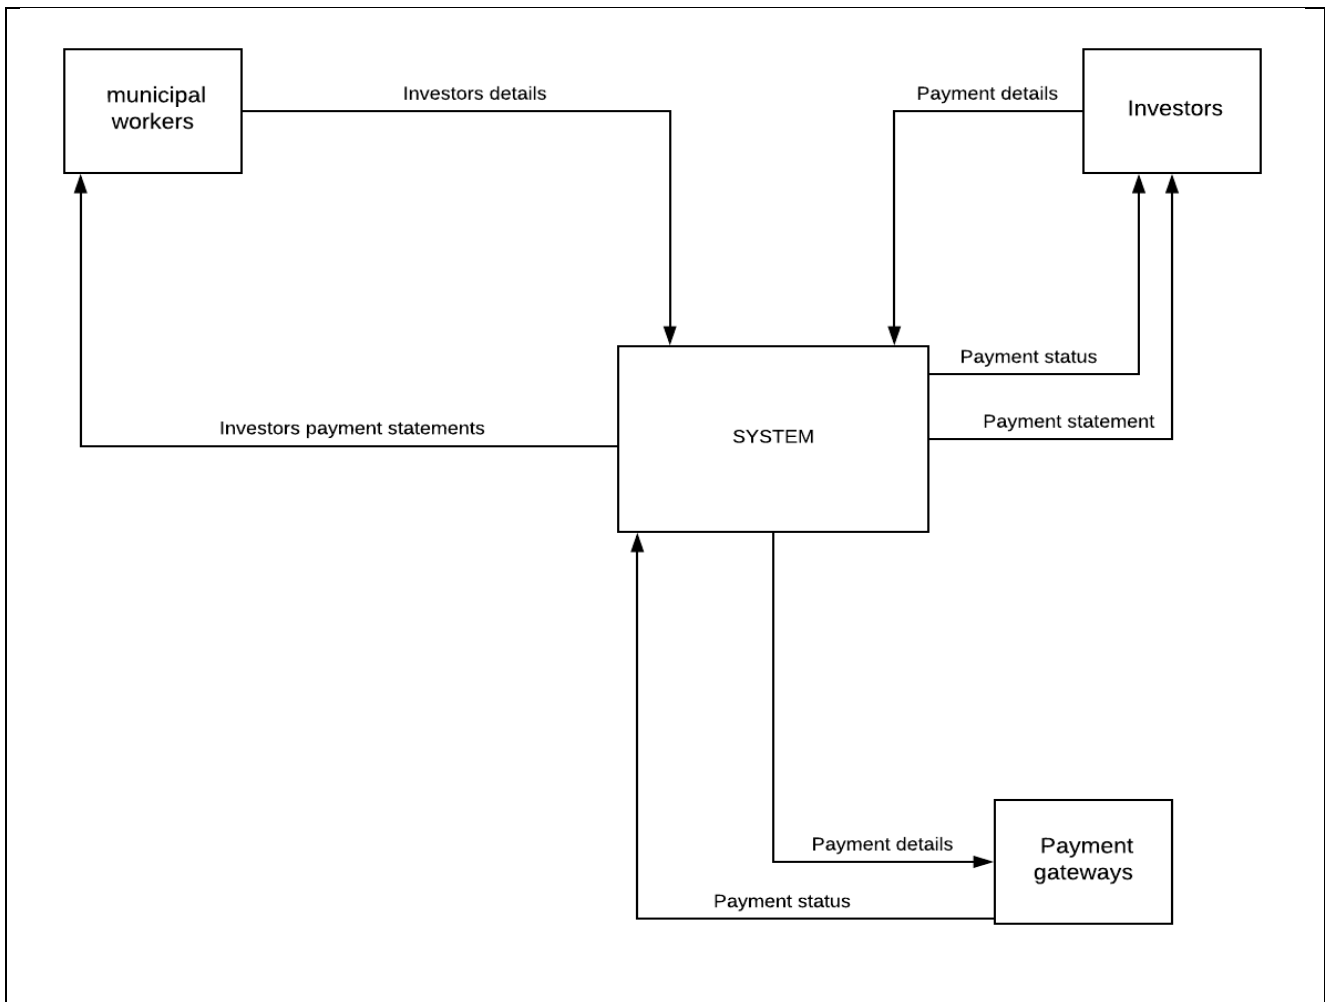 municipal
workers
Investors details
Payment details
Investors
Payment status
Payment statement
Investors payment statements
SYSTEM
Payment details
Payment
gateways
Payment status